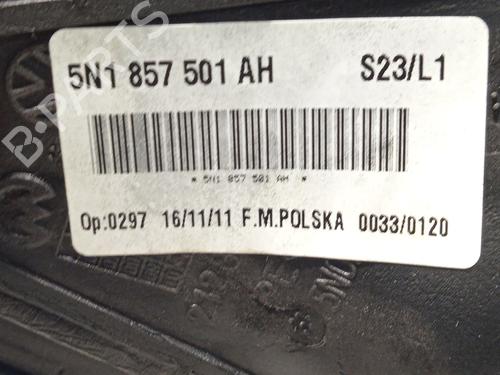 5N1 857 501 AH S23/L1
* 5N1 857 501 AH *
Op:0297 16/11/11 F.M.POLSKA 0033/0120
B-PARTS
5N0